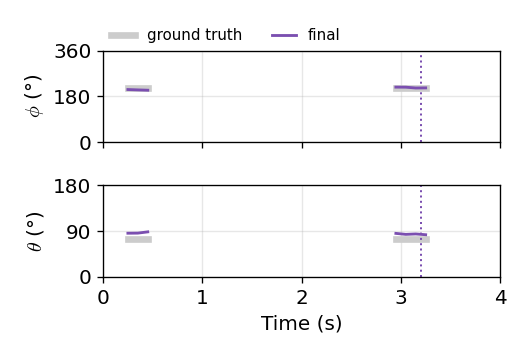 ground truth final
360
180
0
ϕ (°)
180
90
0
θ (°)
0 1 2 3 4
Time (s)